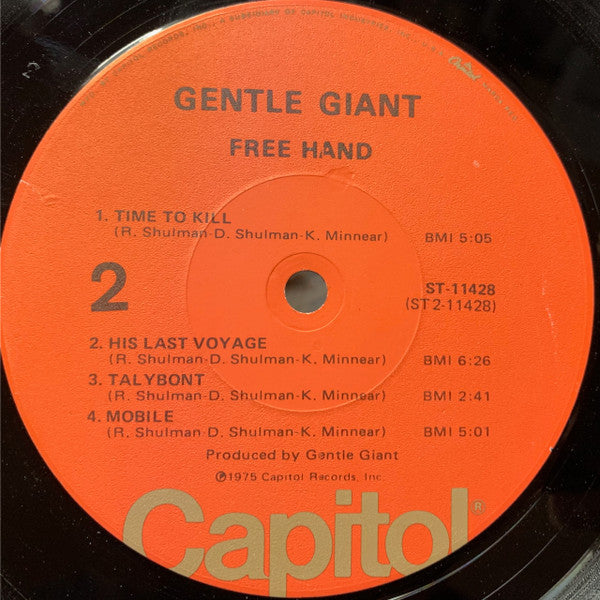 GENTLE GIANT
FREE HAND
1. TIME TO KILL
(R. Shulman-D. Shulman-K. Minnear) BMI 5:05
2
ST-11428
(ST2-11428)
2. HIS LAST VOYAGE
(R. Shulman-D. Shulman-K. Minnear) BMI 6:26
3. TALYBONT
(R. Shulman-D. Shulman-K. Minnear) BMI 2:41
4. MOBILE
(R. Shulman-D. Shulman-K. Minnear) BMI 5:01
Produced by Gentle Giant
℗1975 Capitol Records, Inc.
Capitol®